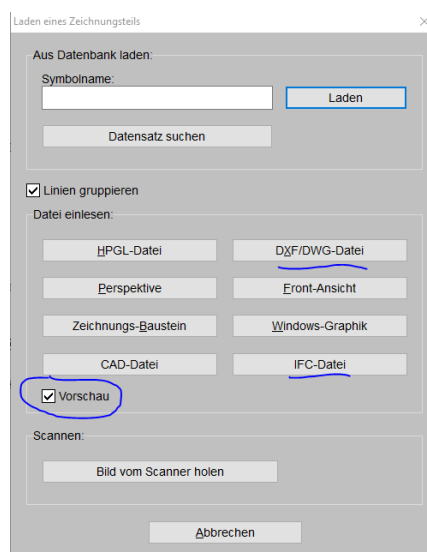 Laden eines Zeichnungsteils
Aus Datenbank laden:
Symbolname:
Laden
Datensatz suchen
Linien gruppieren
Datei einlesen:
HPGL-Datei DXF/DWG-Datei
Perspektive Front-Ansicht
Zeichnungs-Baustein Windows-Graphik
CAD-Datei IFC-Datei
Vorschau
Scannen:
Bild vom Scanner holen
Abbrechen